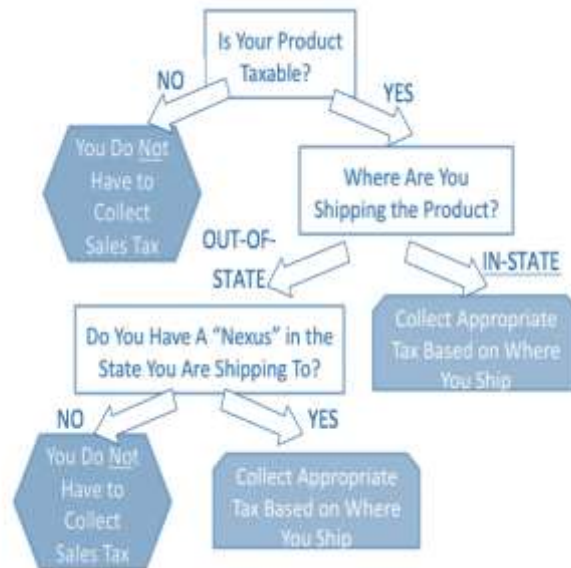 Is Your Product
Taxable?
NO
YES
You Do Not
Have to
Collect
Sales Tax
Where Are You
Shipping the Product?
OUT-OF-
STATE
IN-STATE
Do You Have A "Nexus" in the
State You Are Shipping To?
Collect Appropriate
Tax Based on Where
You Ship
NO
YES
You Do Not
Have to
Collect
Sales Tax
Collect Appropriate
Tax Based on Where
You Ship